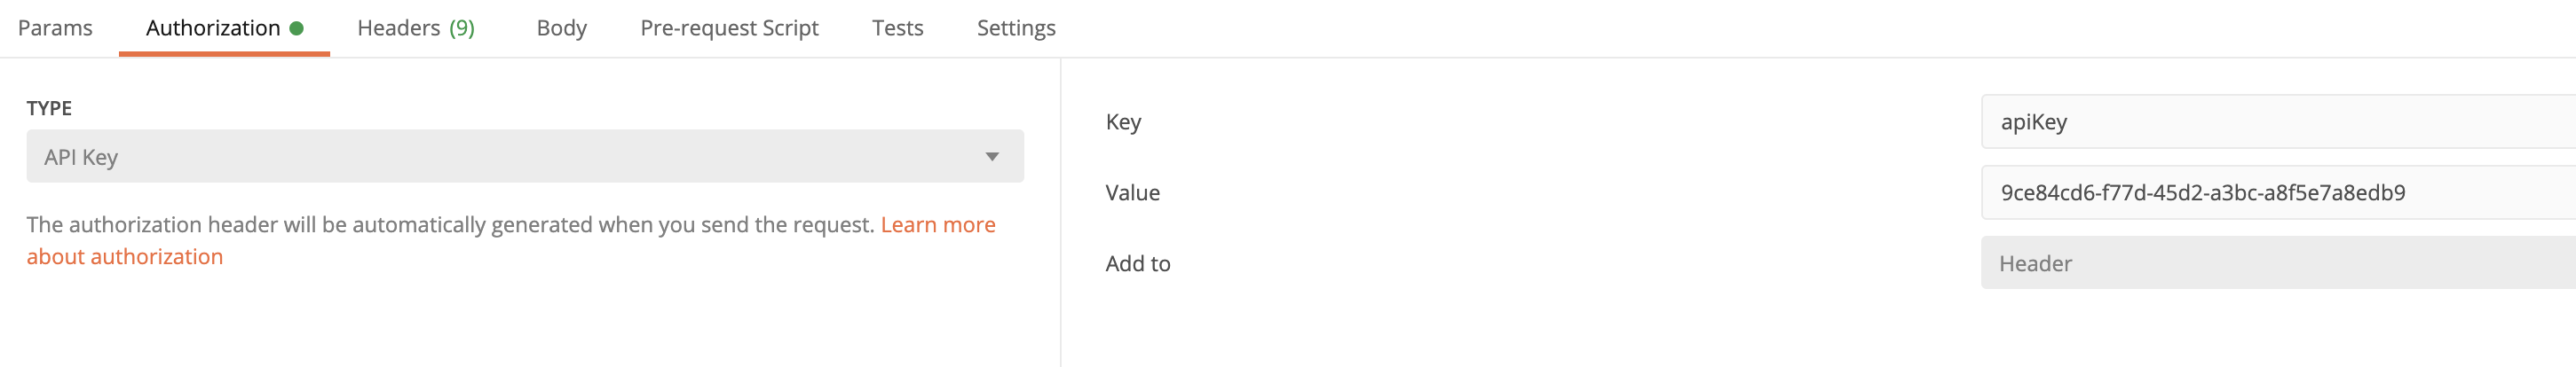 Params Authorization Headers (9) Body Pre-request Script Tests Settings
TYPE
API Key
The authorization header will be automatically generated when you send the request. Learn more
about authorization
Key apiKey
Value 9ce84cd6-f77d-45d2-a3bc-a8f5e7a8edb9
Add to Header